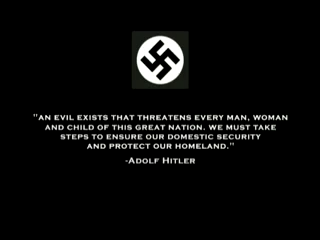 "AN EVIL EXISTS THAT THREATENS EVERY MAN, WOMAN
AND CHILD OF THIS GREAT NATION. WE MUST TAKE
STEPS TO ENSURE OUR DOMESTIC SECURITY
AND PROTECT OUR HOMELAND."
-ADOLF HITLER